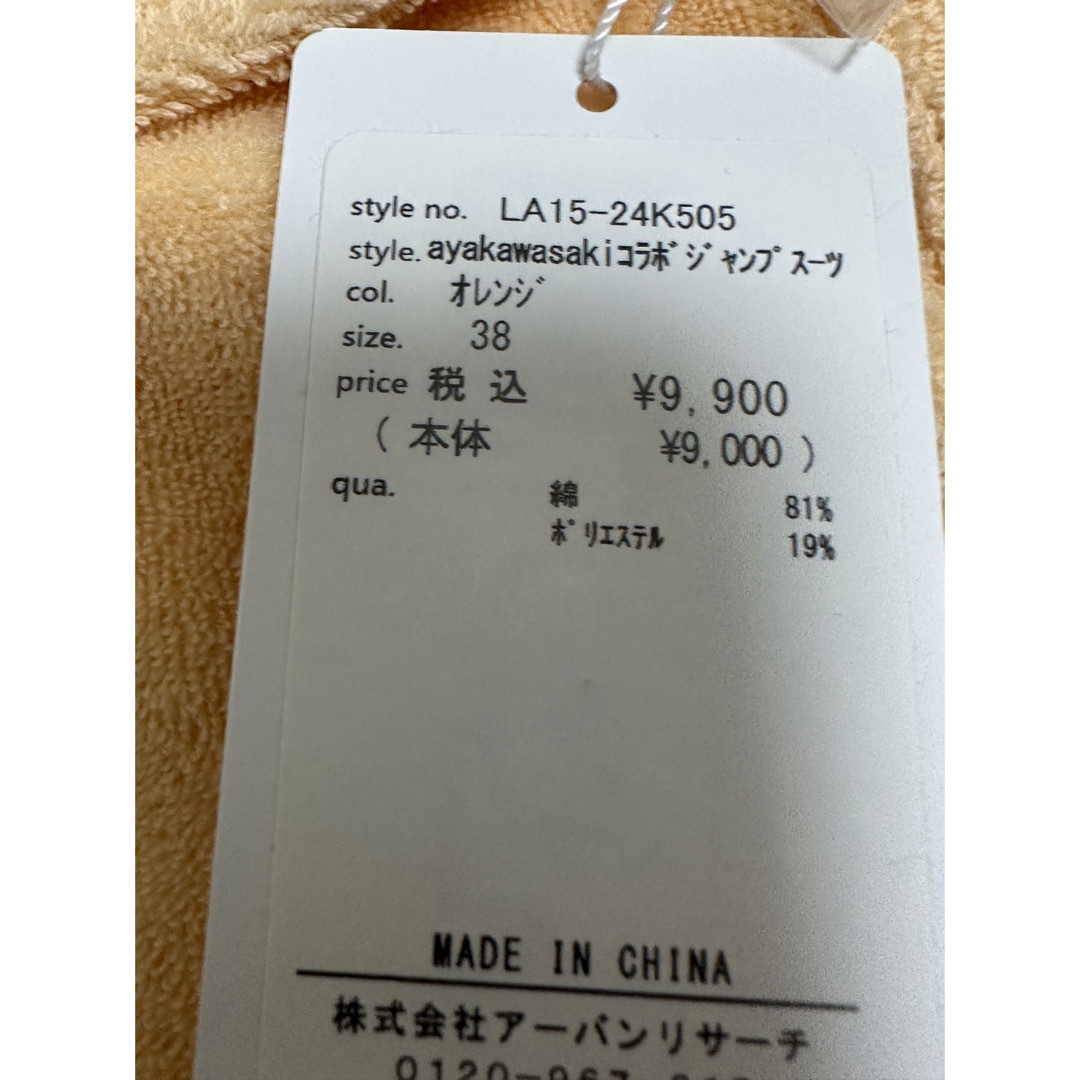 style no. LA15-24K505
style. ayakawasakiｺﾗﾎﾞｼﾞｬﾝﾌﾟｽｰﾂ
col. ｵﾚﾝｼﾞ
size. 38
price 税込 ¥9,900
(本体 ¥9,000)
qua. 綿 81%
ﾎﾟﾘｴｽﾃﾙ 19%
MADE IN CHINA
株式会社アーバンリサーチ
0120-967-